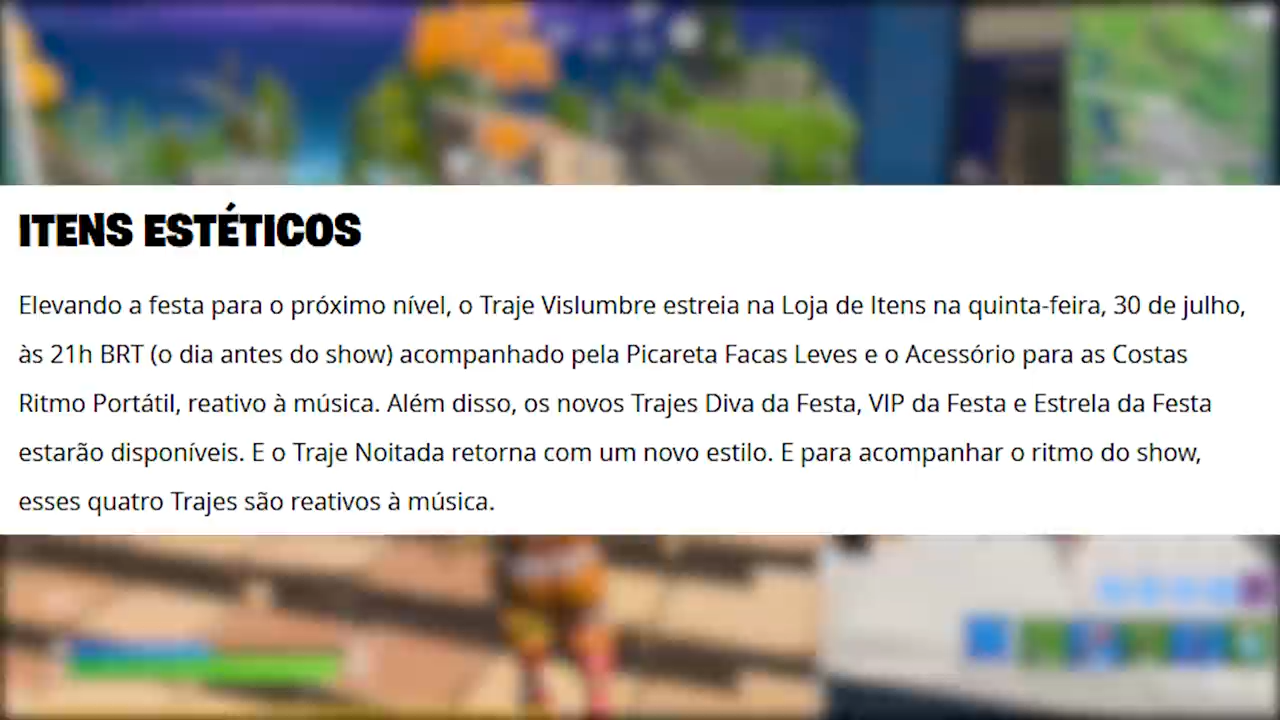 ITENS ESTÉTICOS
Elevando a festa para o próximo nível, o Traje Vislumbre estreia na Loja de Itens na quinta-feira, 30 de julho,
às 21h BRT (o dia antes do show) acompanhado pela Picareta Facas Leves e o Acessório para as Costas
Ritmo Portátil, reativo à música. Além disso, os novos Trajes Diva da Festa, VIP da Festa e Estrela da Festa
estarão disponíveis. E o Traje Noitada retorna com um novo estilo. E para acompanhar o ritmo do show,
esses quatro Trajes são reativos à música.